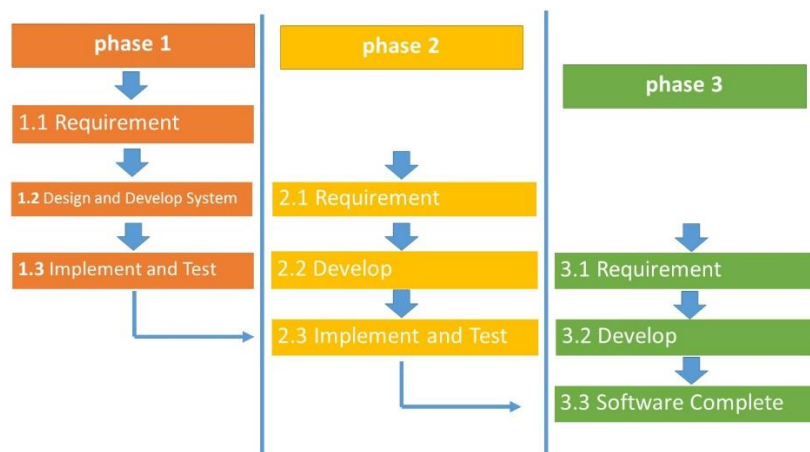 phase 1
1.1 Requirement
1.2 Design and Develop System
1.3 Implement and Test
phase 2
2.1 Requirement
2.2 Develop
2.3 Implement and Test
phase 3
3.1 Requirement
3.2 Develop
3.3 Software Complete